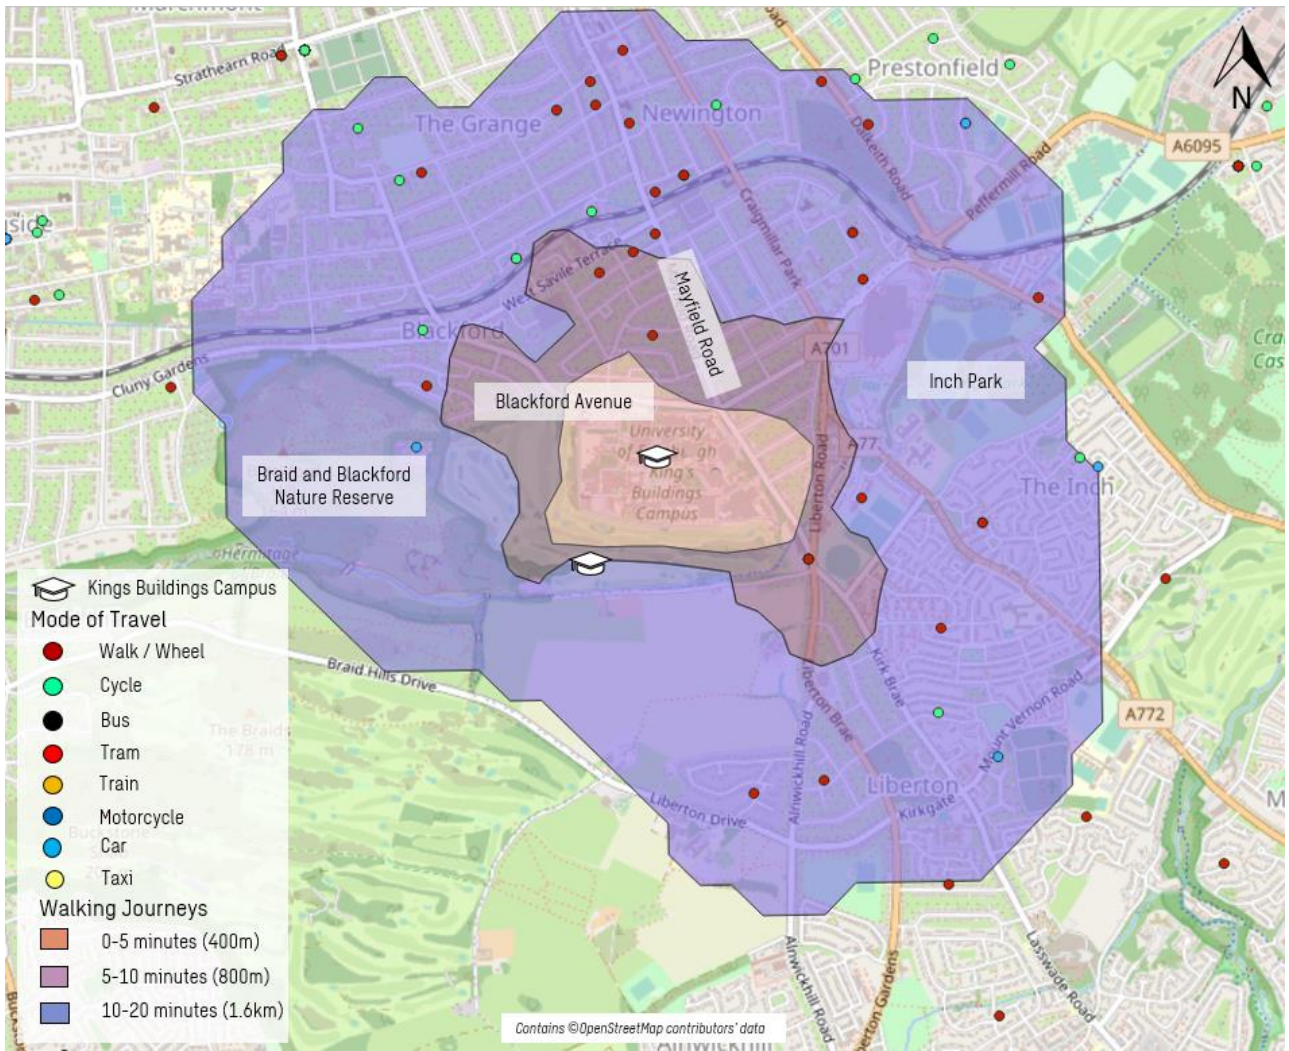 Marchmont
Strathearn Road
Prestonfield
The Grange
Newington
Dalkeith Road
A6095
Peffermill Road
Craigmillar Park
West Savile Terrace
Mayfield Road
Blackford
A701
Cluny Gardens
Inch Park
Blackford Avenue
University
King's
Buildings
Campus
A77
Liberton Road
Braid and Blackford
Nature Reserve
The Inch
Hermitage
Kings Buildings Campus
Mode of Travel
Walk / Wheel
Cycle
Bus
Tram
Train
Motorcycle
Car
Taxi
Walking Journeys
0-5 minutes (400m)
5-10 minutes (800m)
10-20 minutes (1.6km)
Braid Hills Drive
The Braids
178 m
Kirk Brae
Liberton Brae
Mount Vernon Road
A772
Alnwickhill Road
Liberton
Kirkgate
Liberton Drive
Lasswade Road
Alnwickhill Road
Liberton Gardens
Contains ©OpenStreetMap contributors' data
Alnwickhill
N